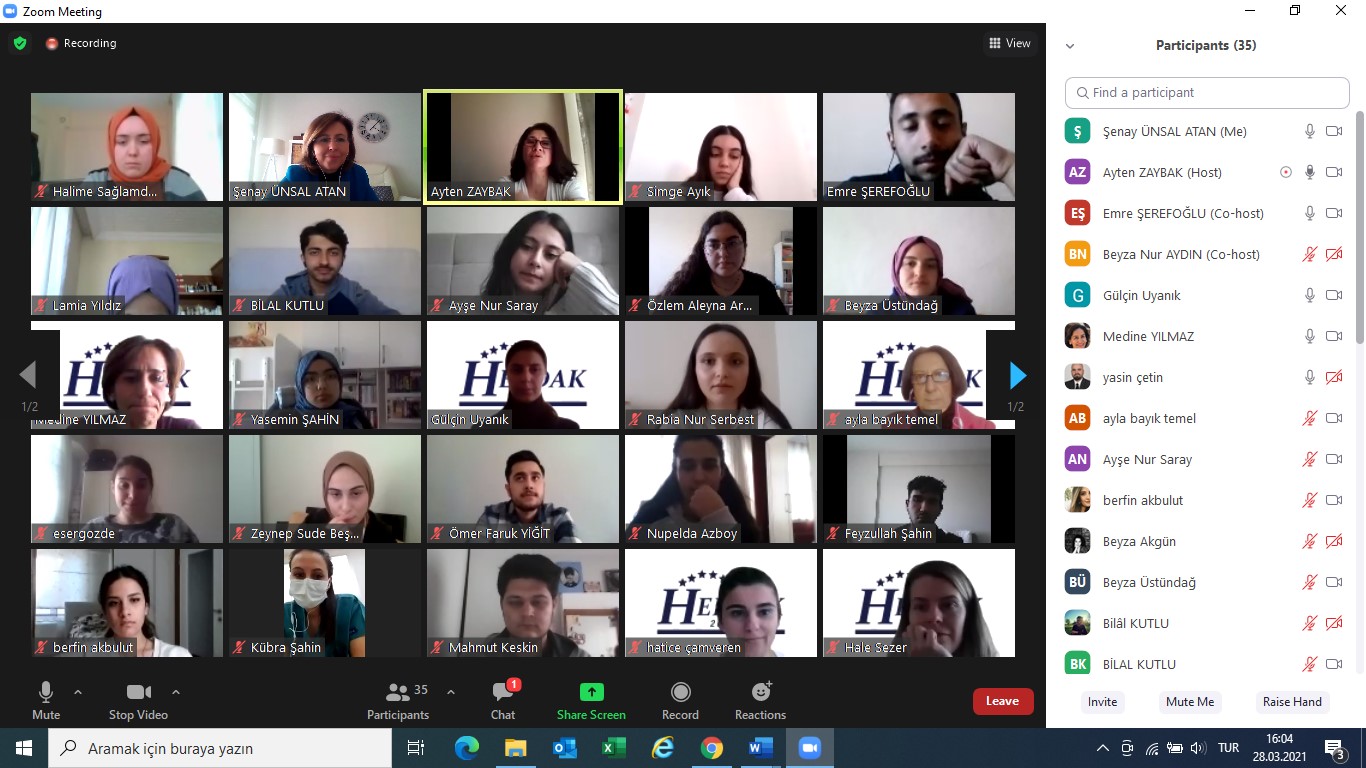 Zoom Meeting
Recording
View
Halime Sağlamd...
Şenay ÜNSAL ATAN
Ayten ZAYBAK
Simge Ayık
Emre ŞEREFOĞLU
Lamia Yıldız
BİLAL KUTLU
Ayşe Nur Saray
Özlem Aleyna Ar...
Beyza Üstündağ
Medine YILMAZ
Yasemin ŞAHİN
Gülçin Uyanık
Rabia Nur Serbest
ayla bayık temel
esergozde
Zeynep Sude Beş...
Ömer Faruk YİĞİT
Nupelda Azboy
Feyzullah Şahin
berfin akbulut
Kübra Şahin
Mahmut Keskin
hatice çamveren
Hale Sezer
1/2
1/2
Mute
Stop Video
35
Participants
1
Chat
Share Screen
Record
Reactions
Leave
Participants (35)
Find a participant
Ş Şenay ÜNSAL ATAN (Me)
AZ Ayten ZAYBAK (Host)
EŞ Emre ŞEREFOĞLU (Co-host)
BN Beyza Nur AYDIN (Co-host)
G Gülçin Uyanık
Medine YILMAZ
yasin çetin
AB ayla bayık temel
AN Ayşe Nur Saray
berfin akbulut
Beyza Akgün
BÜ Beyza Üstündağ
Bilâl KUTLU
BK BİLAL KUTLU
Invite
Mute Me
Raise Hand
Aramak için buraya yazın
TUR
16:04
28.03.2021
3